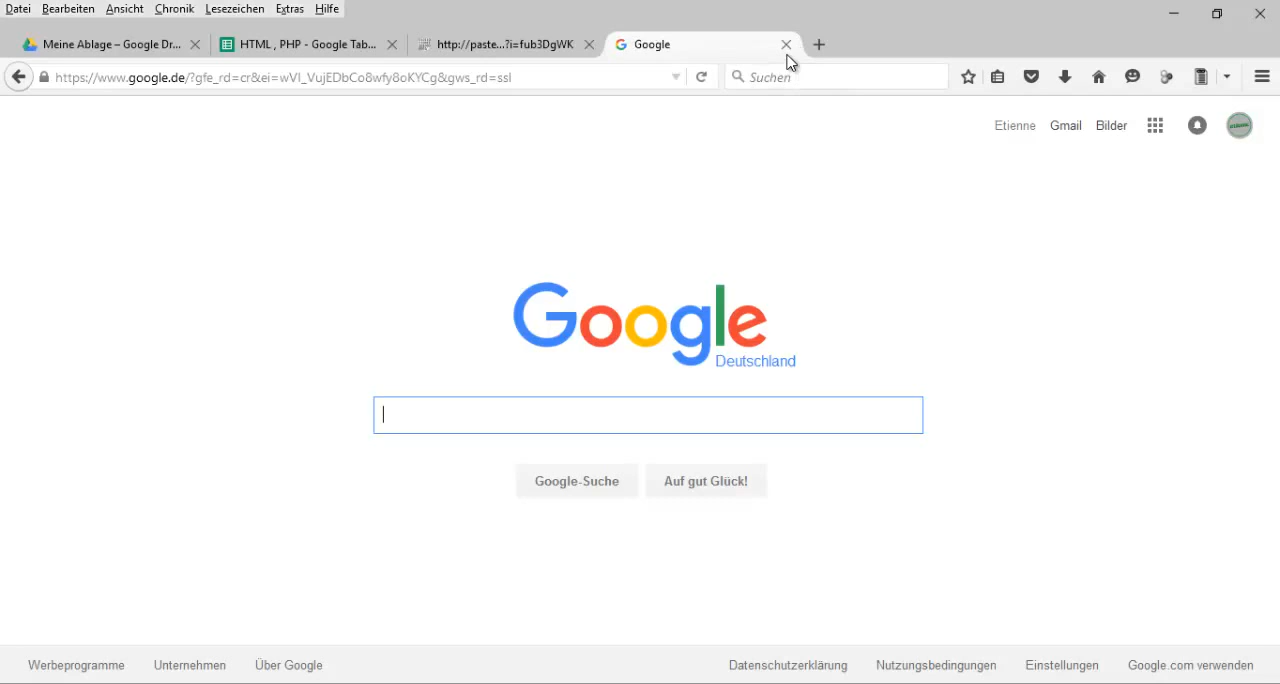 Datei Bearbeiten Ansicht Chronik Lesezeichen Extras Hilfe
Meine Ablage – Google Dr... HTML , PHP - Google Tab... http://paste...?i=fub3DgWK Google
https://www.google.de/?gfe_rd=cr&ei=wVI_VujEDbCo8wfy8oKYCg&gws_rd=ssl Suchen
Etienne Gmail Bilder
Google
Deutschland
Google-Suche Auf gut Glück!
Werbeprogramme Unternehmen Über Google Datenschutzerklärung Nutzungsbedingungen Einstellungen Google.com verwenden